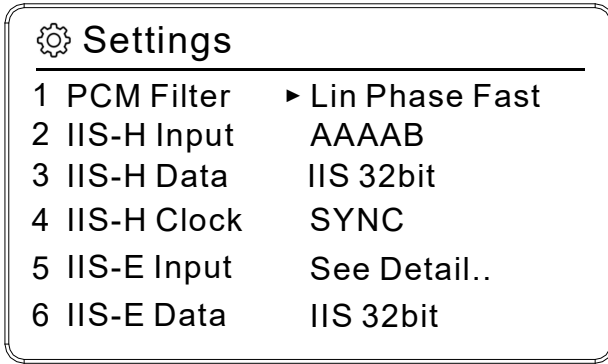 Settings
1 PCM Filter ▸ Lin Phase Fast
2 IIS-H Input AAAAB
3 IIS-H Data IIS 32bit
4 IIS-H Clock SYNC
5 IIS-E Input See Detail..
6 IIS-E Data IIS 32bit